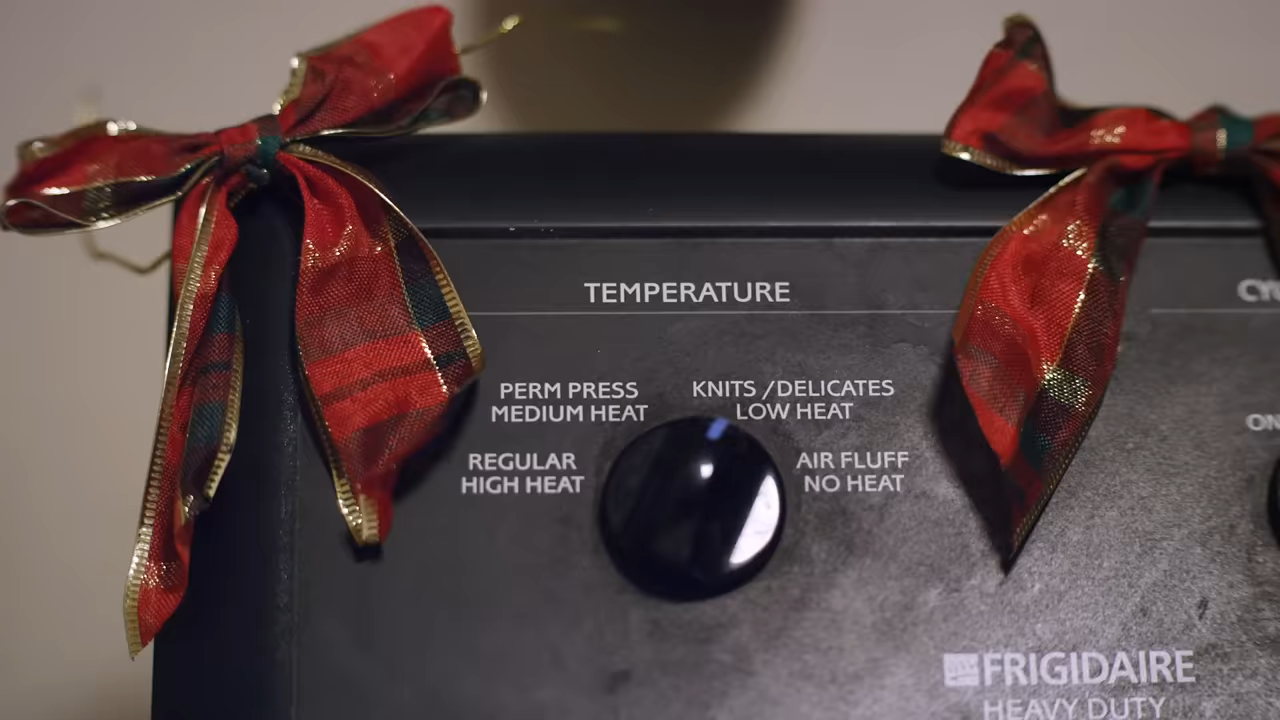 TEMPERATURE
PERM PRESS
MEDIUM HEAT
KNITS /DELICATES
LOW HEAT
REGULAR
HIGH HEAT
AIR FLUFF
NO HEAT
FRIGIDAIRE
HEAVY DUTY